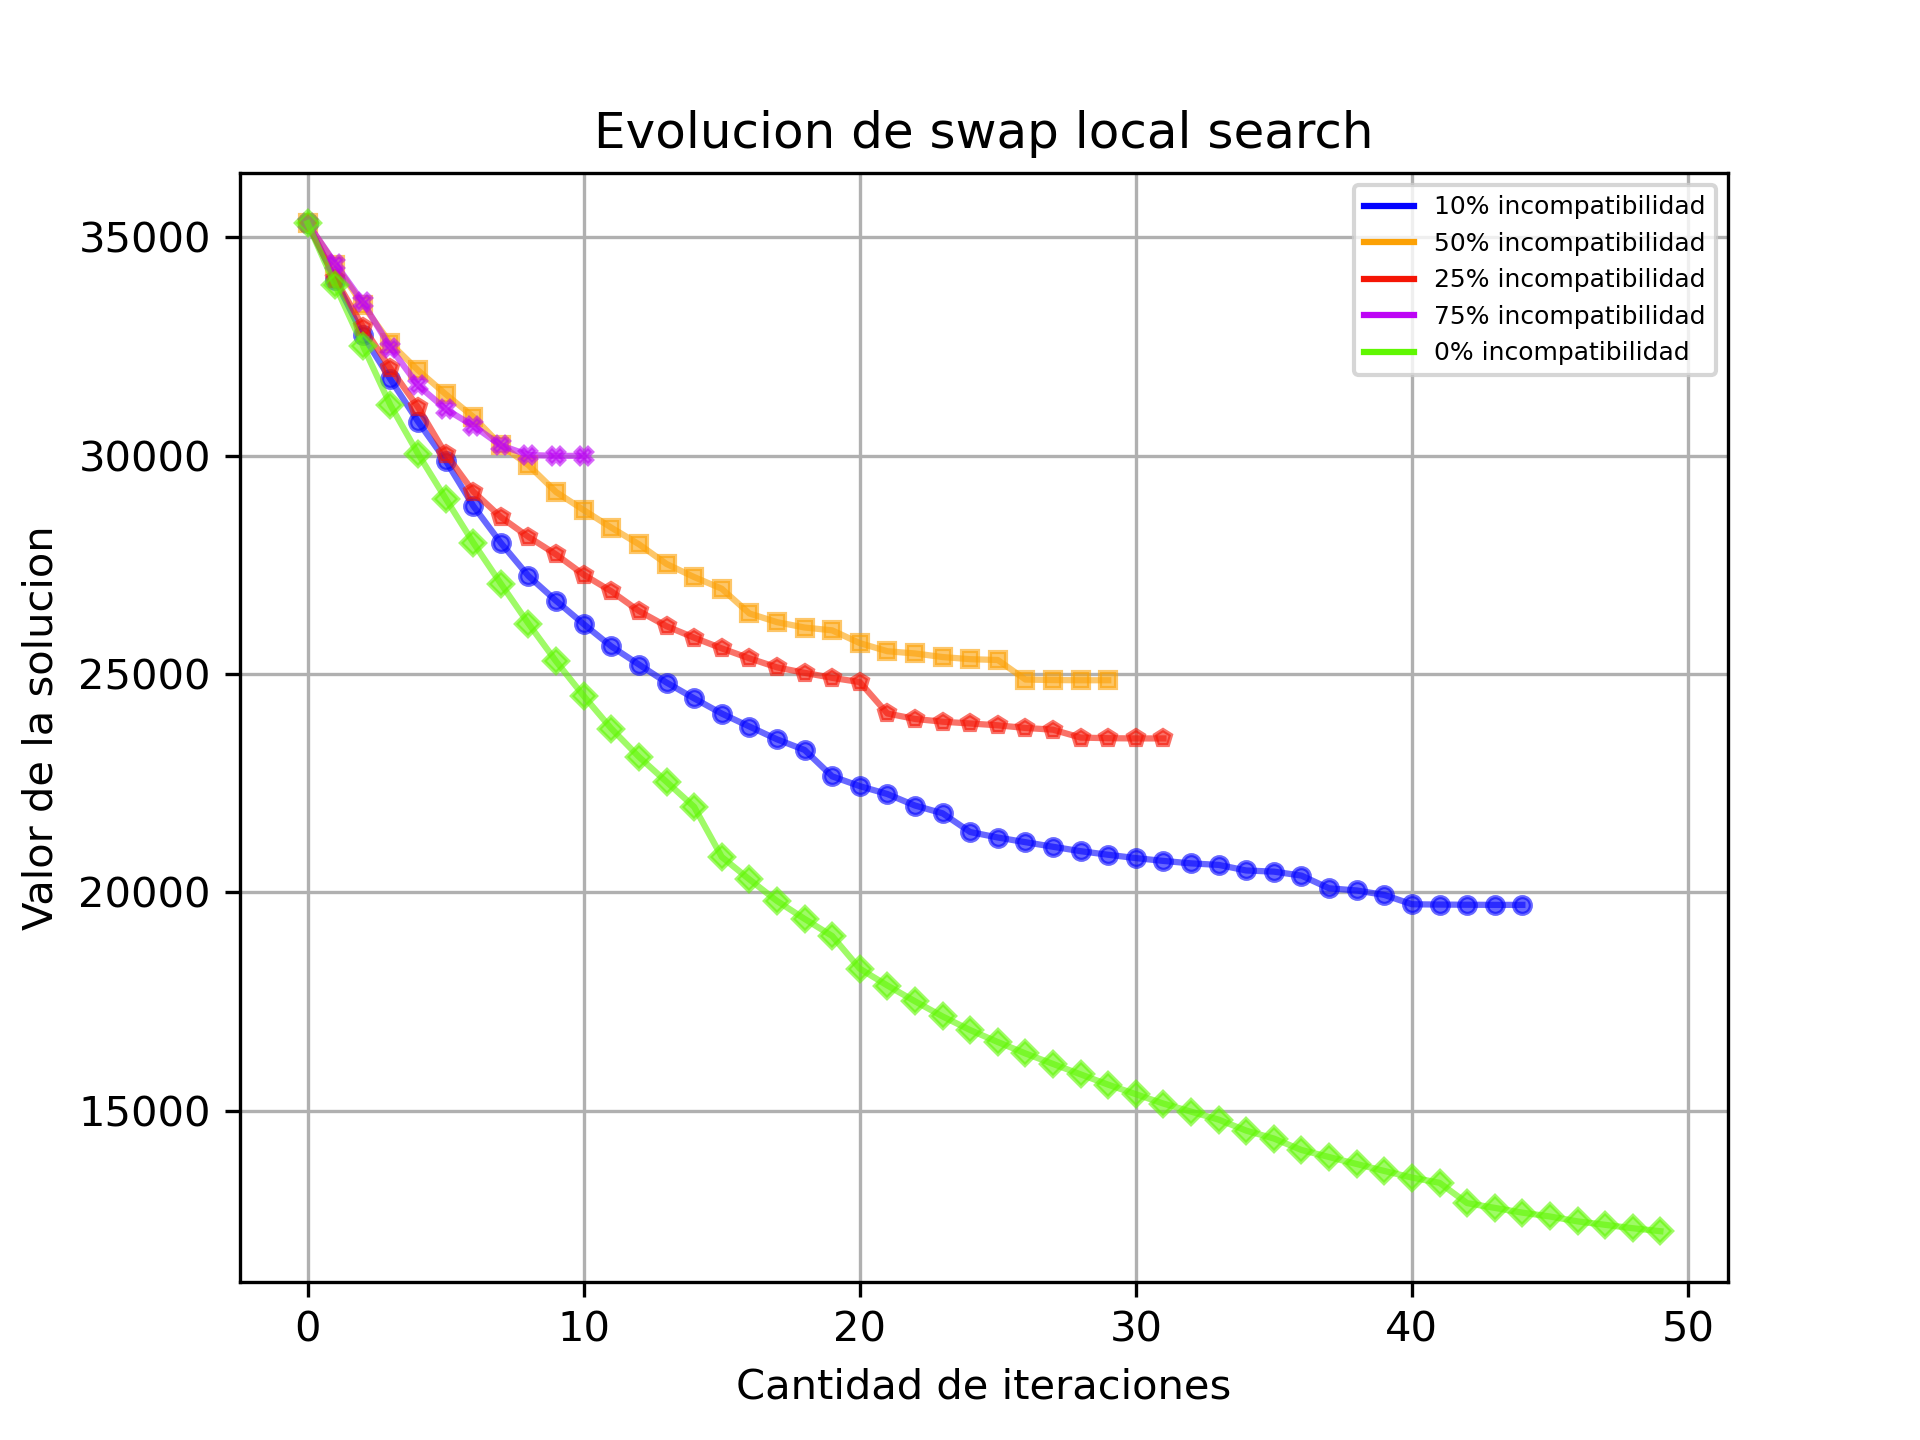 Evolucion de swap local search
10% incompatibilidad
50% incompatibilidad
25% incompatibilidad
75% incompatibilidad
0% incompatibilidad
Valor de la solucion
35000
30000
25000
20000
15000
0 10 20 30 40 50
Cantidad de iteraciones